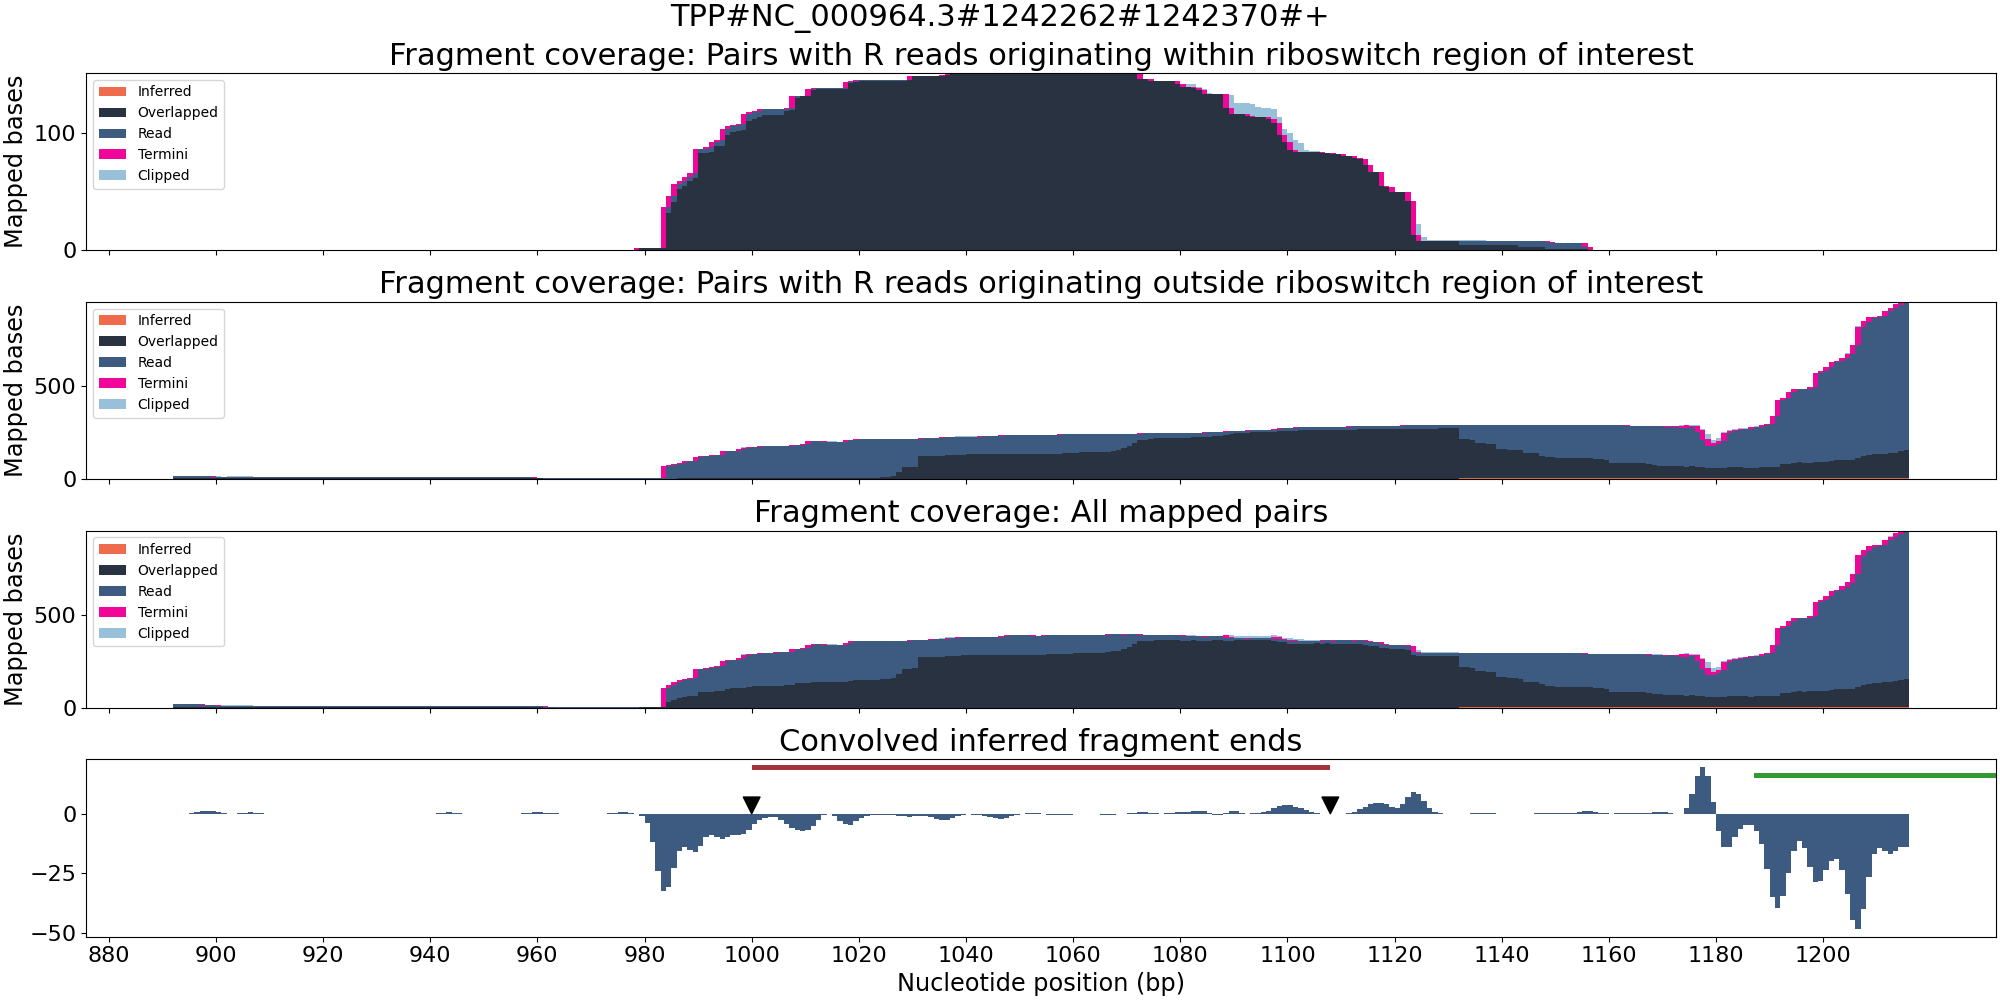 TPP#NC_000964.3#1242262#1242370#+
Fragment coverage: Pairs with R reads originating within riboswitch region of interest
Mapped bases
100
0
Inferred
Overlapped
Read
Termini
Clipped
Fragment coverage: Pairs with R reads originating outside riboswitch region of interest
Mapped bases
500
0
Inferred
Overlapped
Read
Termini
Clipped
Fragment coverage: All mapped pairs
Mapped bases
500
0
Inferred
Overlapped
Read
Termini
Clipped
Convolved inferred fragment ends
0
−25
−50
880 900 920 940 960 980 1000 1020 1040 1060 1080 1100 1120 1140 1160 1180 1200
Nucleotide position (bp)